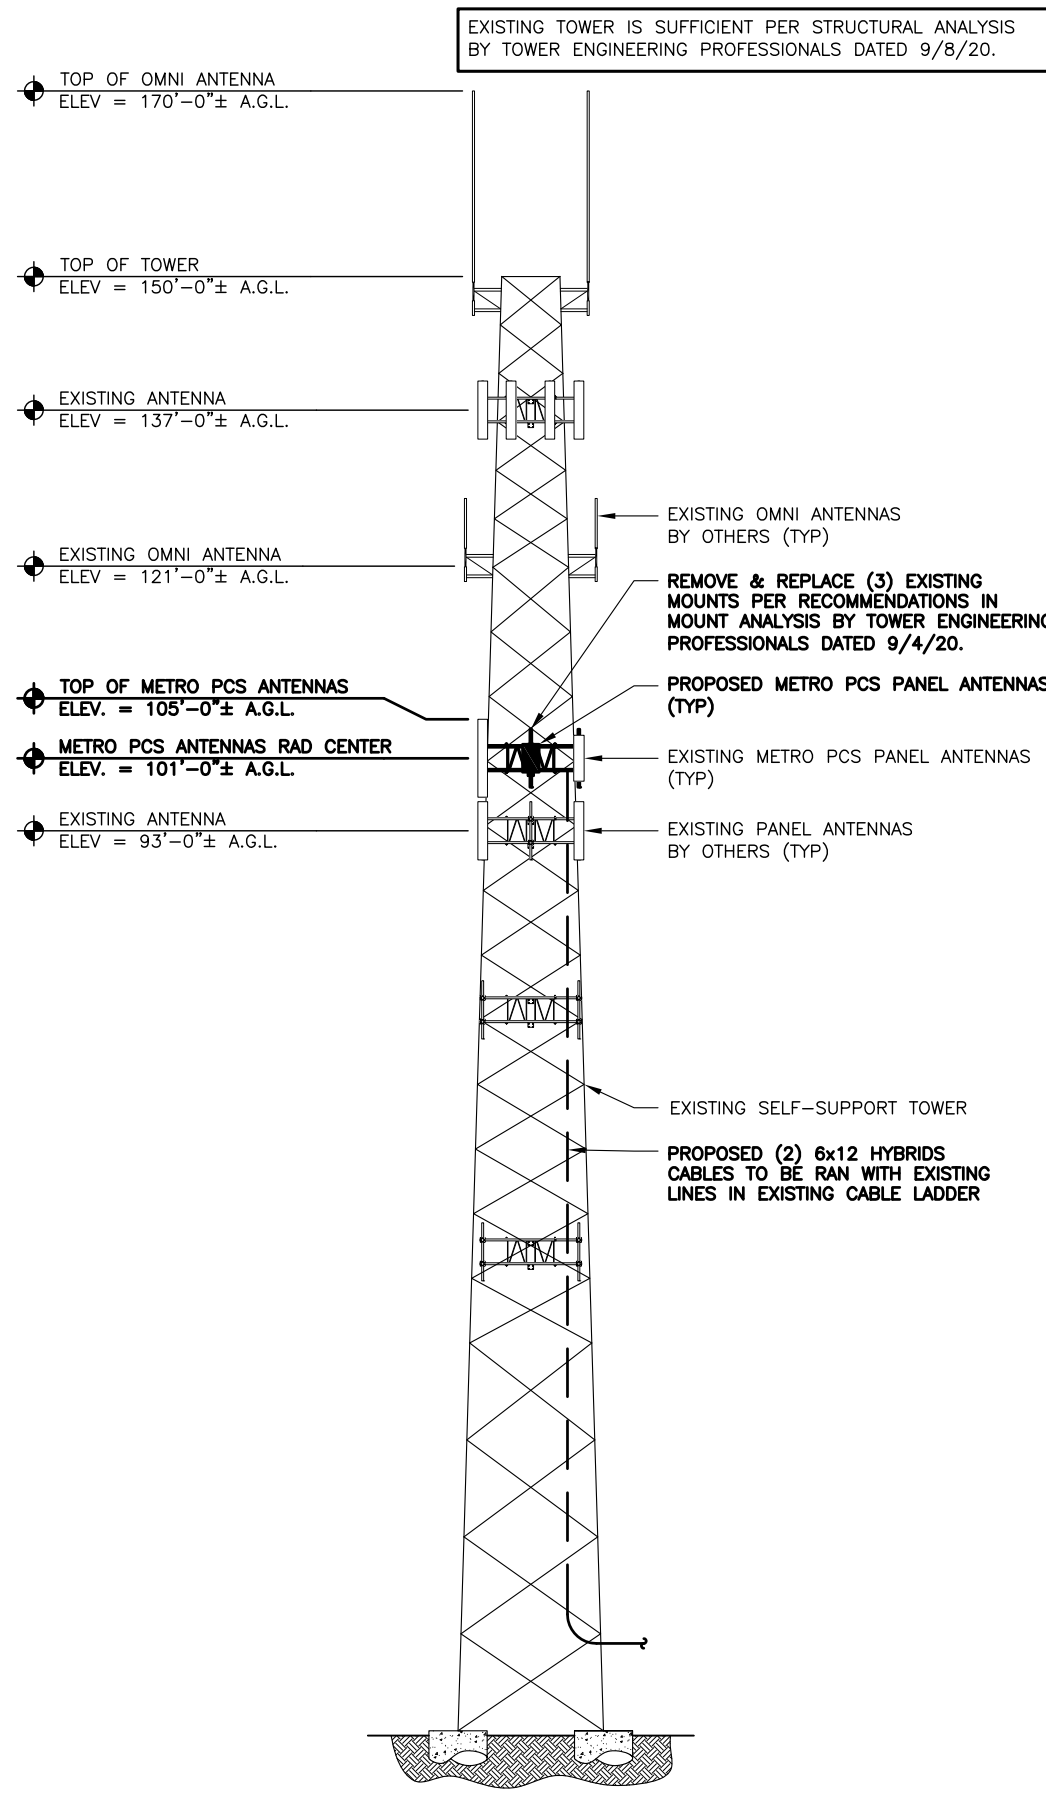 EXISTING TOWER IS SUFFICIENT PER STRUCTURAL ANALYSIS
BY TOWER ENGINEERING PROFESSIONALS DATED 9/8/20.
TOP OF OMNI ANTENNA
ELEV = 170'-0"± A.G.L.
TOP OF TOWER
ELEV = 150'-0"± A.G.L.
EXISTING ANTENNA
ELEV = 137'-0"± A.G.L.
EXISTING OMNI ANTENNAS
BY OTHERS (TYP)
EXISTING OMNI ANTENNA
ELEV = 121'-0"± A.G.L.
REMOVE & REPLACE (3) EXISTING
MOUNTS PER RECOMMENDATIONS IN
MOUNT ANALYSIS BY TOWER ENGINEERING
PROFESSIONALS DATED 9/4/20.
TOP OF METRO PCS ANTENNAS
ELEV. = 105'-0"± A.G.L.
PROPOSED METRO PCS PANEL ANTENNAS
(TYP)
METRO PCS ANTENNAS RAD CENTER
ELEV. = 101'-0"± A.G.L.
EXISTING METRO PCS PANEL ANTENNAS
(TYP)
EXISTING ANTENNA
ELEV = 93'-0"± A.G.L.
EXISTING PANEL ANTENNAS
BY OTHERS (TYP)
EXISTING SELF-SUPPORT TOWER
PROPOSED (2) 6x12 HYBRIDS
CABLES TO BE RAN WITH EXISTING
LINES IN EXISTING CABLE LADDER